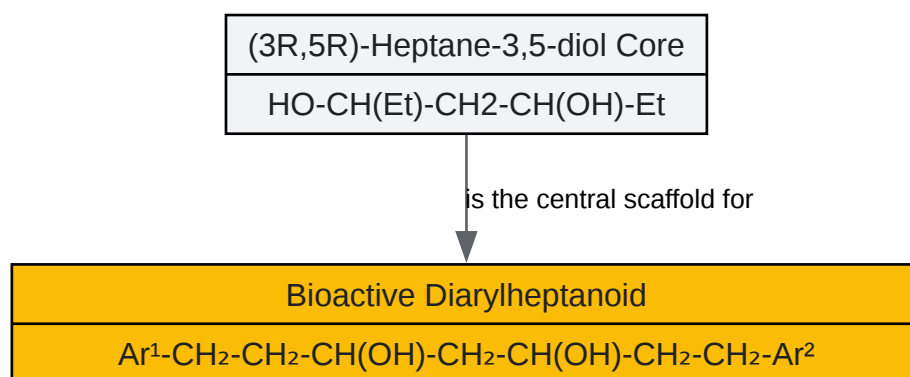 (3R,5R)-Heptane-3,5-diol Core
HO-CH(Et)-CH2-CH(OH)-Et
is the central scaffold for
Bioactive Diarylheptanoid
Ar¹-CH₂-CH₂-CH(OH)-CH₂-CH(OH)-CH₂-CH₂-Ar²